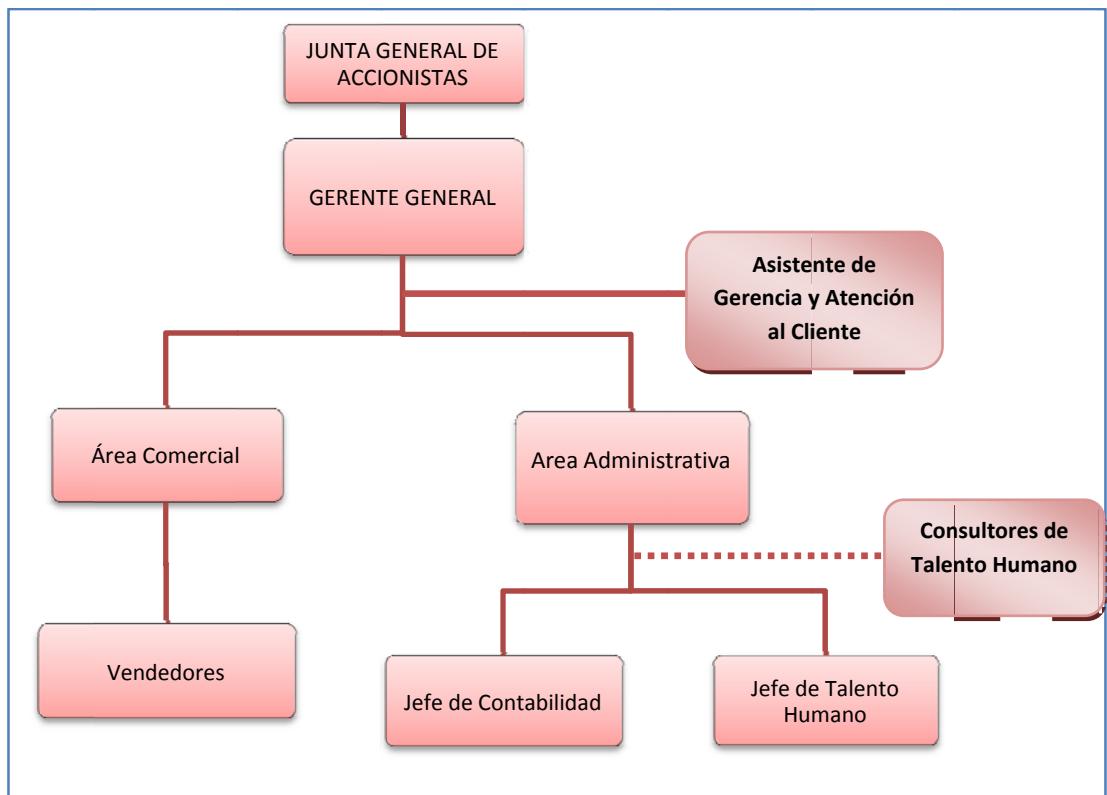 JUNTA GENERAL DE
ACCIONISTAS
GERENTE GENERAL
Asistente de
Gerencia y Atención
al Cliente
Área Comercial
Area Administrativa
Consultores de
Talento Humano
Vendedores
Jefe de Contabilidad
Jefe de Talento
Humano